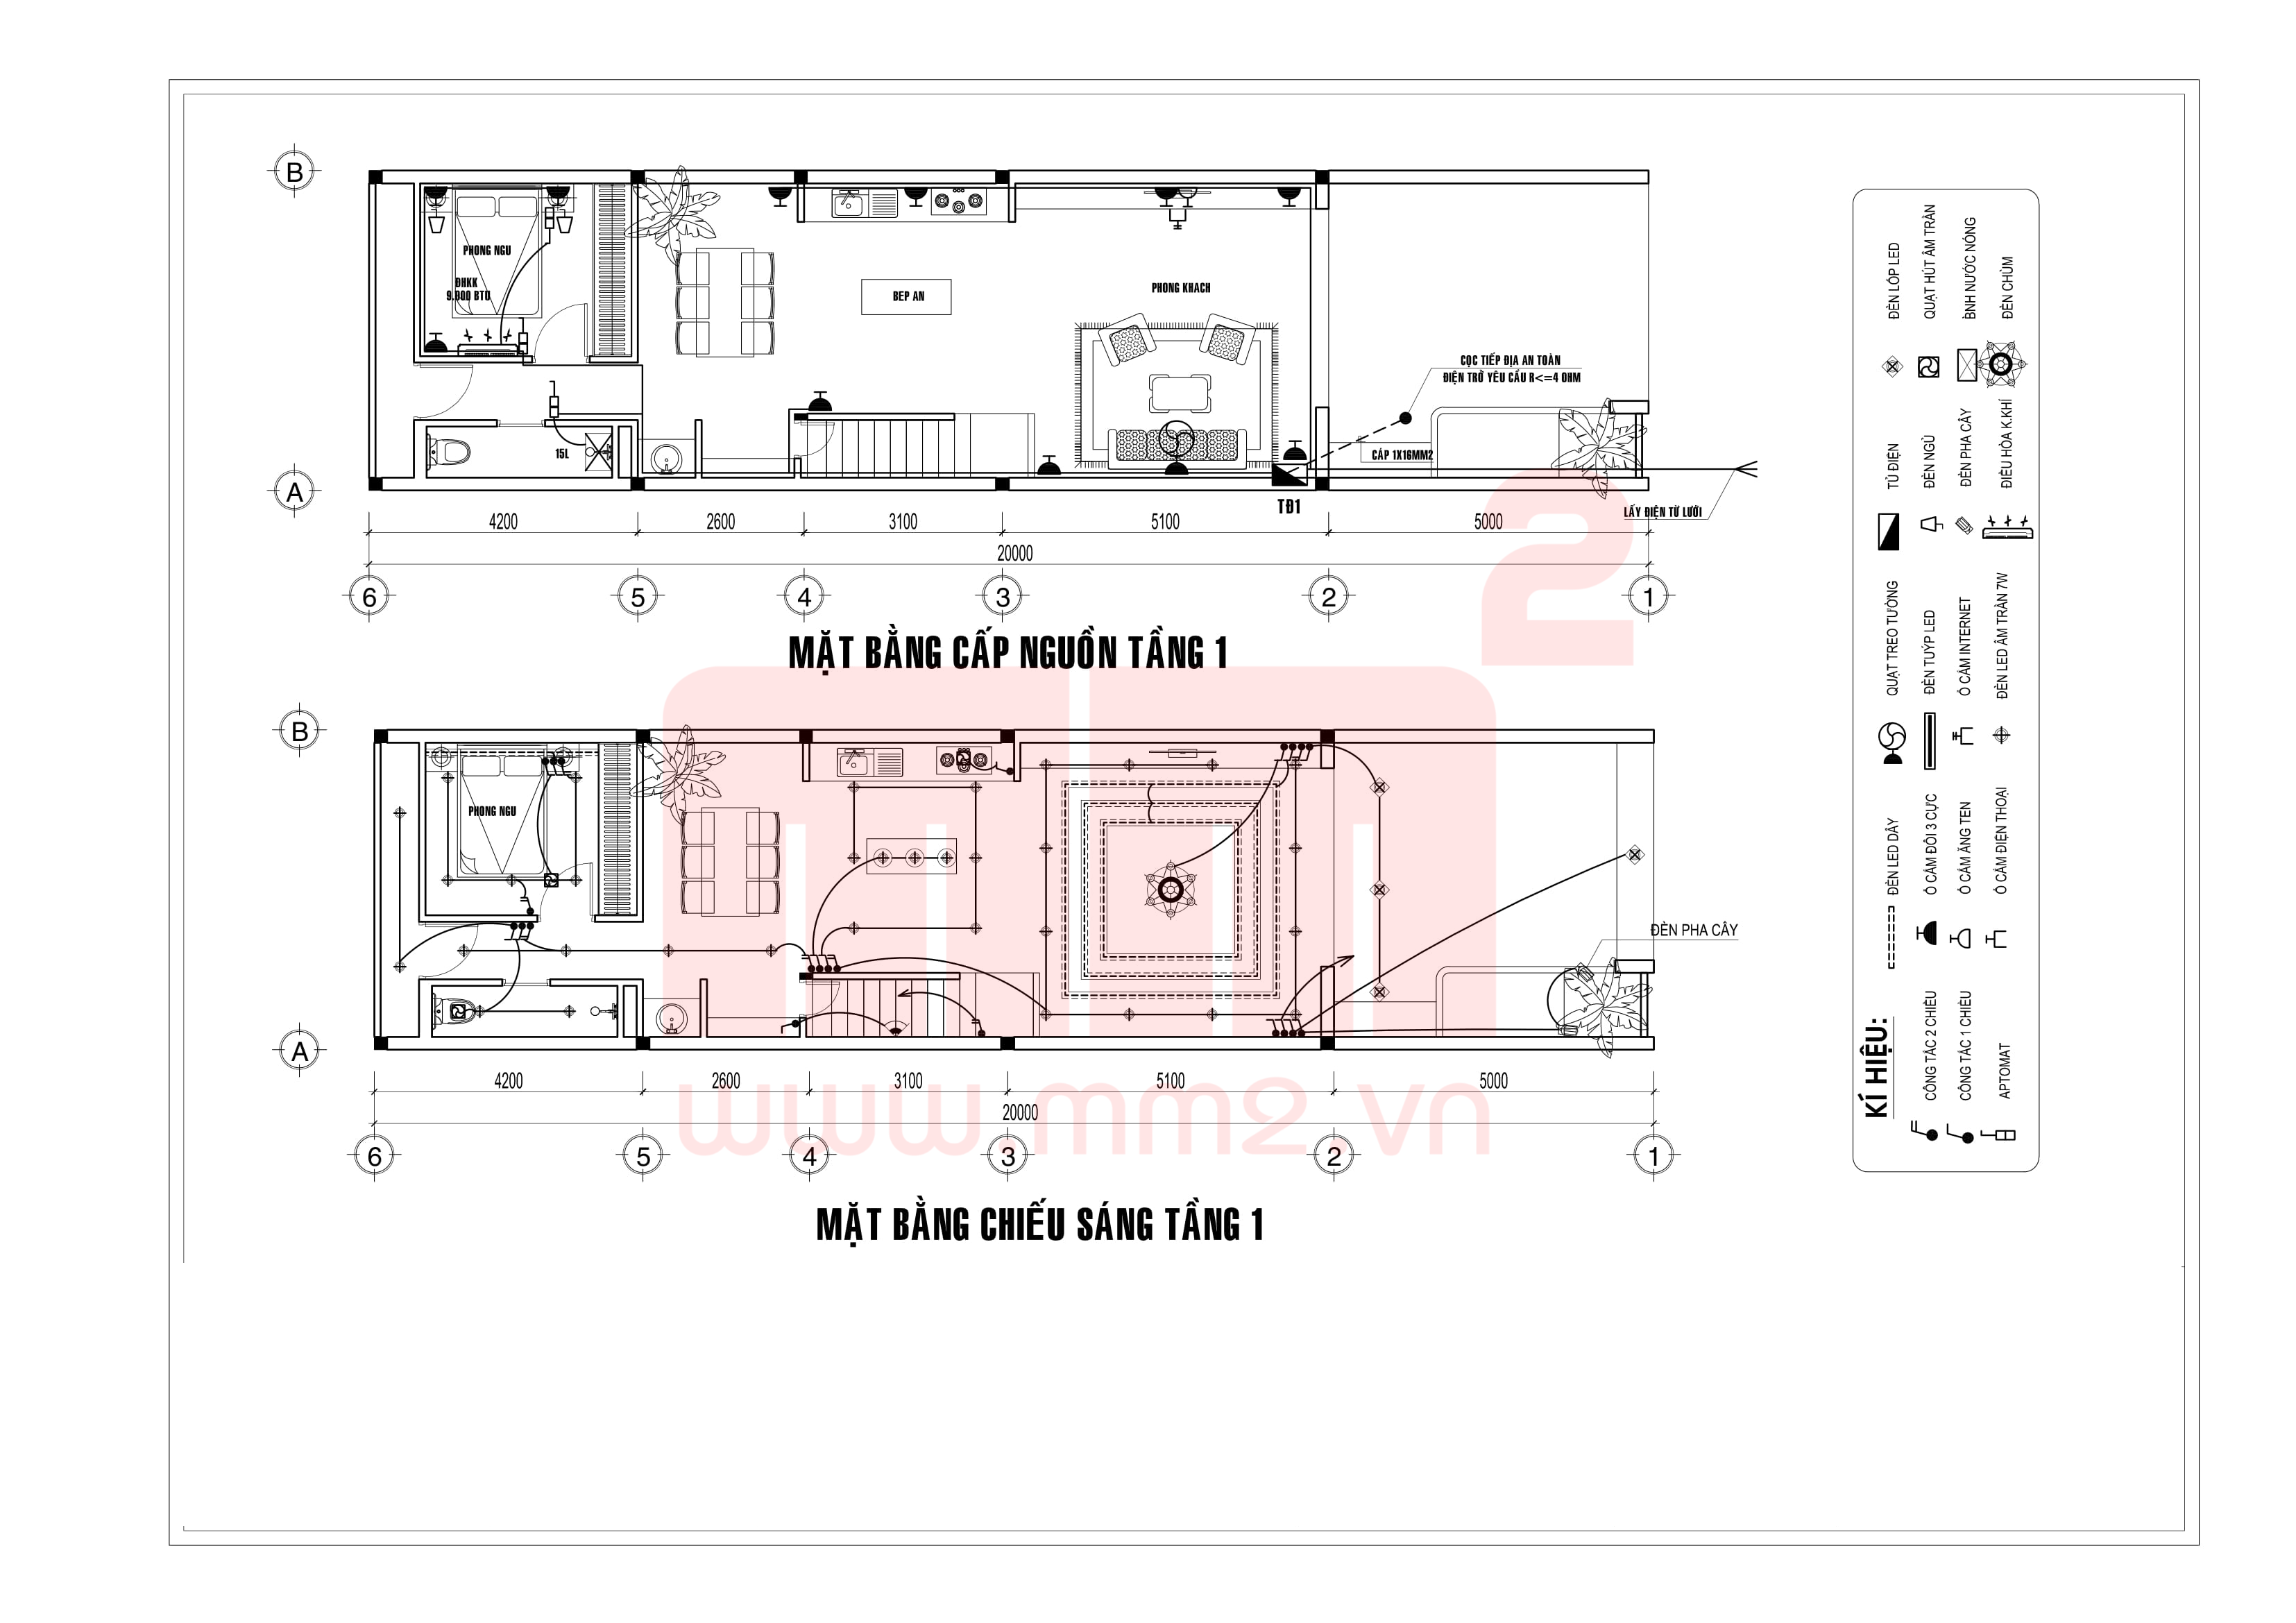 B
PHONG NGU
ĐHKK
9.000 BTU
BEP AN
PHONG KHACH
CỌC TIẾP ĐỊA AN TOÀN
ĐIỆN TRỞ YÊU CẦU R<=4 OHM
15L
CÁP 1X16MM2
A
TĐ1
LẤY ĐIỆN TỪ LƯỚI
4200
2600
3100
5100
5000
20000
6
5
4
3
2
1
MẶT BẰNG CẤP NGUỒN TẦNG 1
B
PHONG NGU
ĐÈN PHA CÂY
A
4200
2600
3100
5100
5000
20000
6
5
4
3
2
1
MẶT BẰNG CHIẾU SÁNG TẦNG 1
mm2
www.mm2.vn
KÍ HIỆU:
ĐÈN LED DÂY
QUẠT TREO TƯỜNG
TỦ ĐIỆN
ĐÈN LỐP LED
CÔNG TẮC 2 CHIỀU
Ổ CẮM ĐÔI 3 CỰC
ĐÈN TUÝP LED
ĐÈN NGỦ
QUẠT HÚT ÂM TRẦN
CÔNG TẮC 1 CHIỀU
Ổ CẮM ĂNG TEN
Ổ CẮM INTERNET
ĐÈN PHA CÂY
BÌNH NƯỚC NÓNG
APTOMAT
Ổ CẮM ĐIỆN THOẠI
ĐÈN LED ÂM TRẦN 7W
ĐIỀU HÒA K.KHÍ
ĐÈN CHÙM